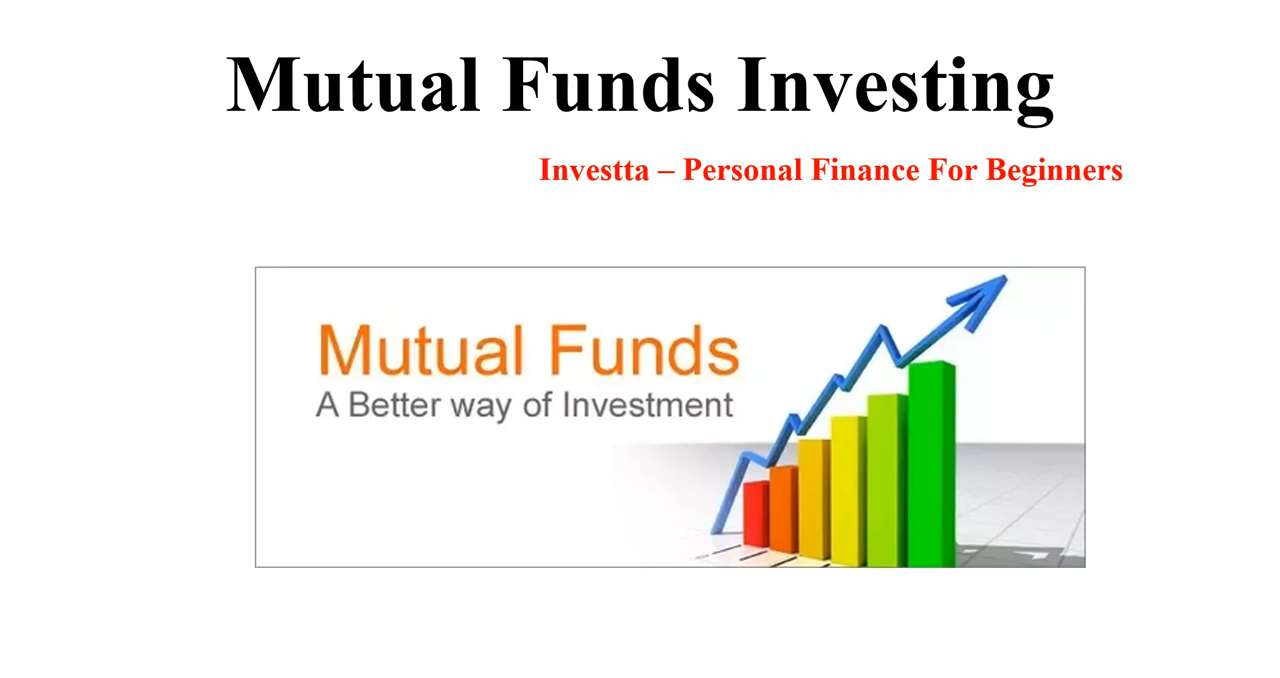 Mutual Funds Investing
Investta – Personal Finance For Beginners
Mutual Funds
A Better way of Investment